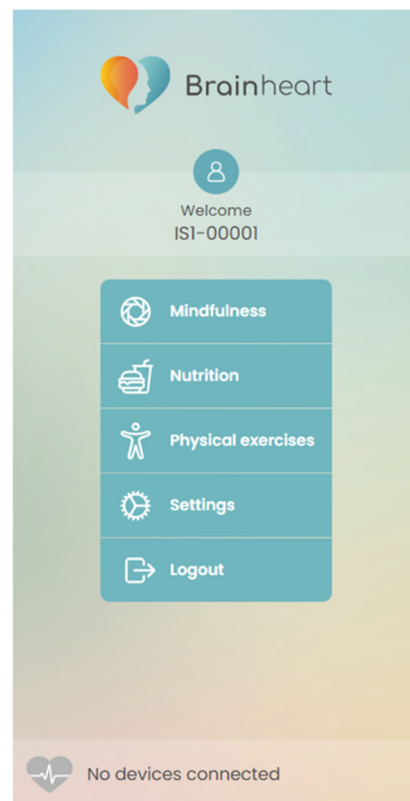 Brainheart
Welcome
IS1-00001
Mindfulness
Nutrition
Physical exercises
Settings
Logout
No devices connected